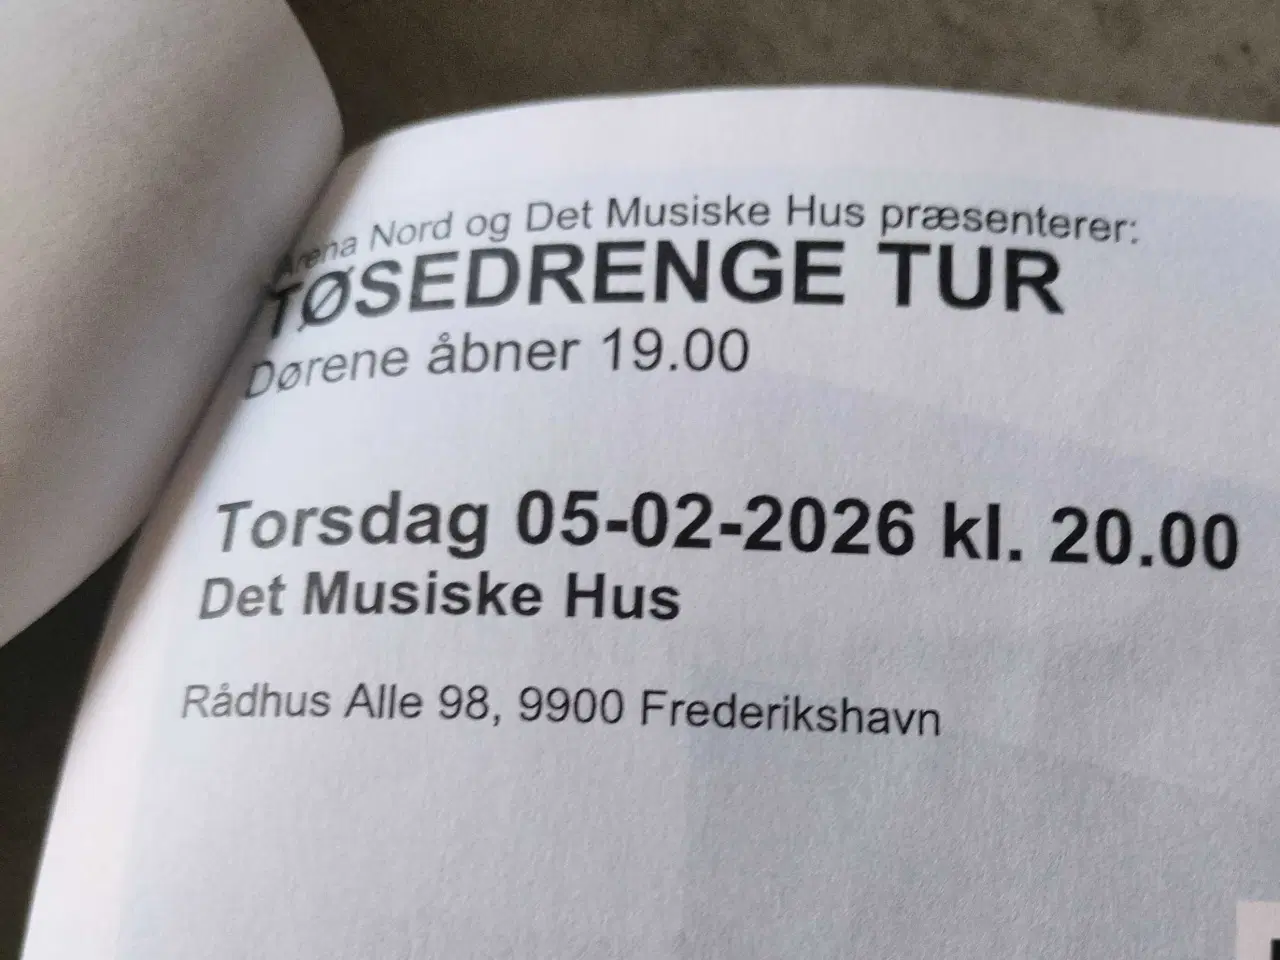 Arena Nord og Det Musiske Hus præsenterer:
TØSEDRENGE TUR
Dørene åbner 19.00
Torsdag 05-02-2026 kl. 20.00
Det Musiske Hus
Rådhus Alle 98, 9900 Frederikshavn